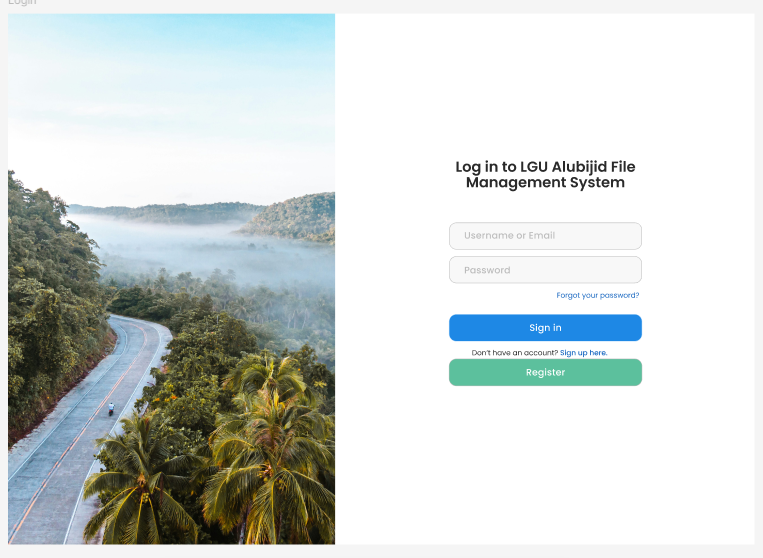 Login
Log in to LGU Alubijid File
Management System
Username or Email
Password
Forgot your password?
Sign in
Don't have an account? Sign up here.
Register